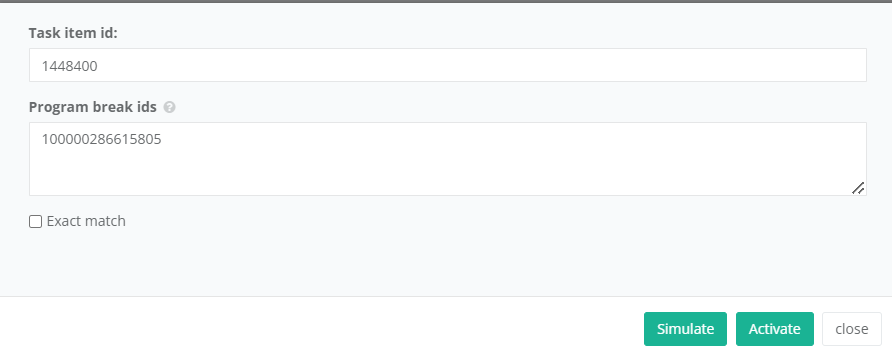 Task item id:
1448400
Program break ids ?
100000286615805
Exact match
Simulate Activate close